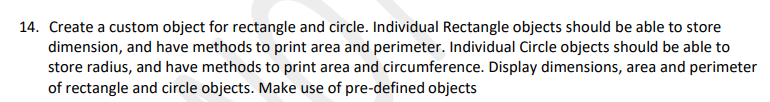 14. Create a custom object for rectangle and circle. Individual Rectangle objects should be able to store
dimension, and have methods to print area and perimeter. Individual Circle objects should be able to
store radius, and have methods to print area and circumference. Display dimensions, area and perimeter
of rectangle and circle objects. Make use of pre-defined objects